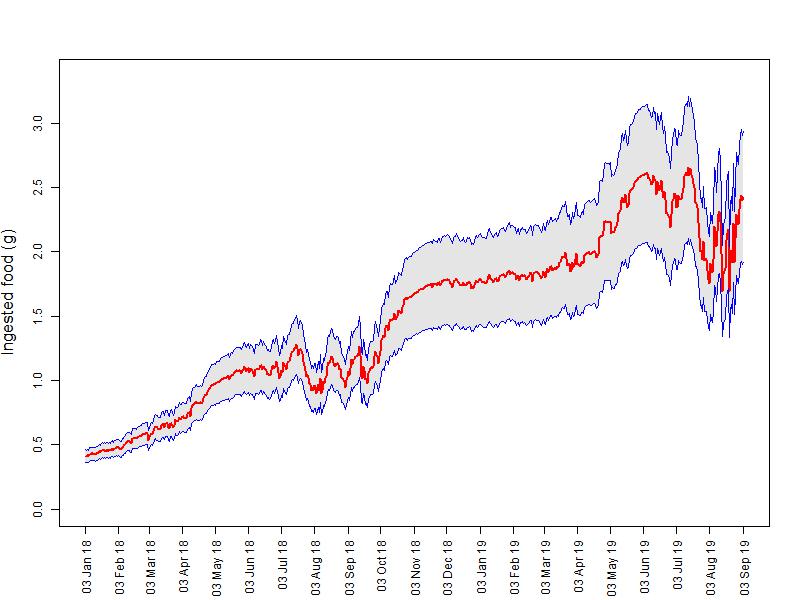 Ingested food (g)
3.0
2.5
2.0
1.5
1.0
0.5
0.0
03 Jan 18
03 Feb 18
03 Mar 18
03 Apr 18
03 May 18
03 Jun 18
03 Jul 18
03 Aug 18
03 Sep 18
03 Oct 18
03 Nov 18
03 Dec 18
03 Jan 19
03 Feb 19
03 Mar 19
03 Apr 19
03 May 19
03 Jun 19
03 Jul 19
03 Aug 19
03 Sep 19